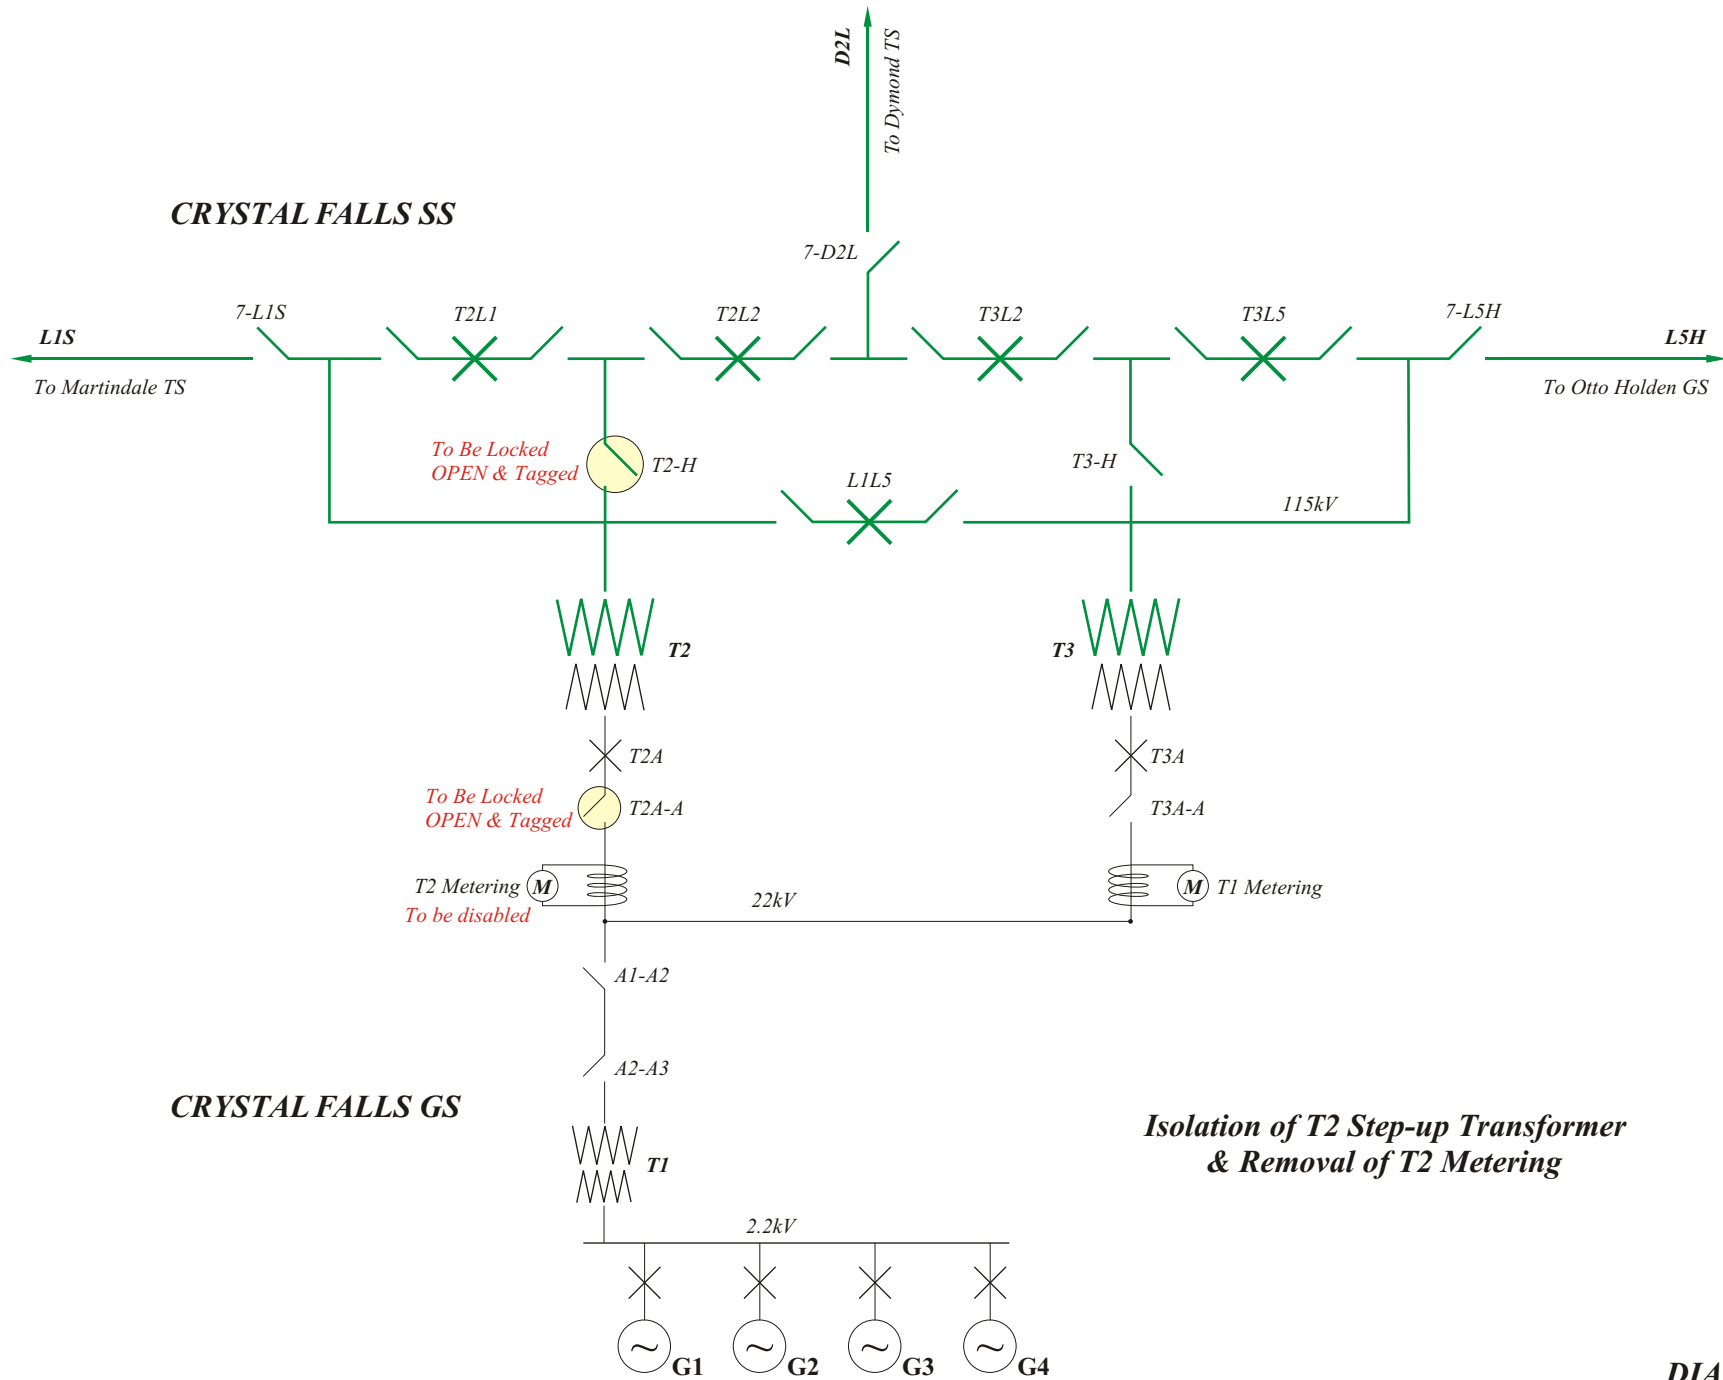 D2L
To Dymond TS
CRYSTAL FALLS SS
7-D2L
7-L1S
T2L1
T2L2
T3L2
T3L5
7-L5H
L1S
L5H
To Martindale TS
To Otto Holden GS
To Be Locked
OPEN & Tagged
T2-H
T3-H
L1L5
115kV
T2
T3
T2A
T3A
To Be Locked
OPEN & Tagged
T2A-A
T3A-A
T2 Metering
M
M
T1 Metering
To be disabled
22kV
A1-A2
A2-A3
CRYSTAL FALLS GS
Isolation of T2 Step-up Transformer
& Removal of T2 Metering
T1
2.2kV
G1
G2
G3
G4
DIA